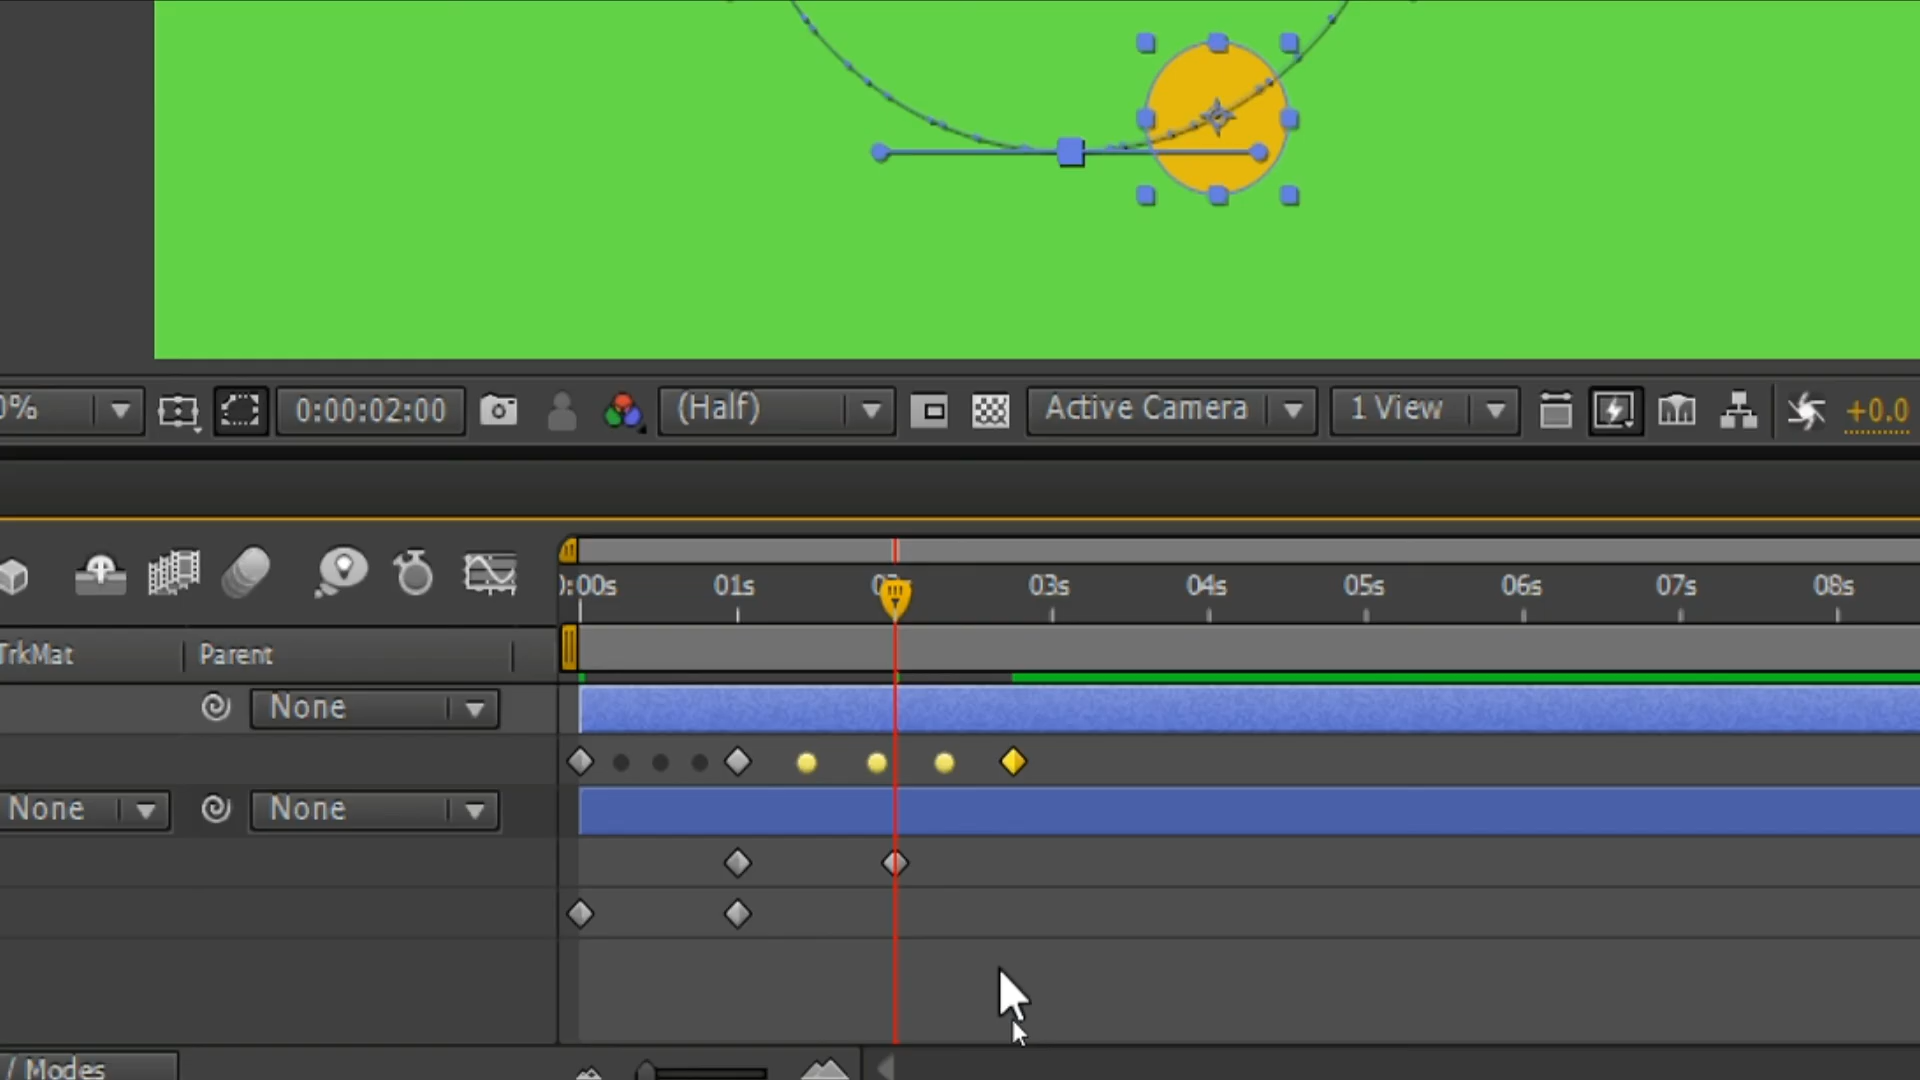 0%
0:00:02:00
(Half)
Active Camera
1 View
+0.0
):00s 01s 03s 04s 05s 06s 07s 08s
TrkMat
Parent
None
None
None
/ Modes